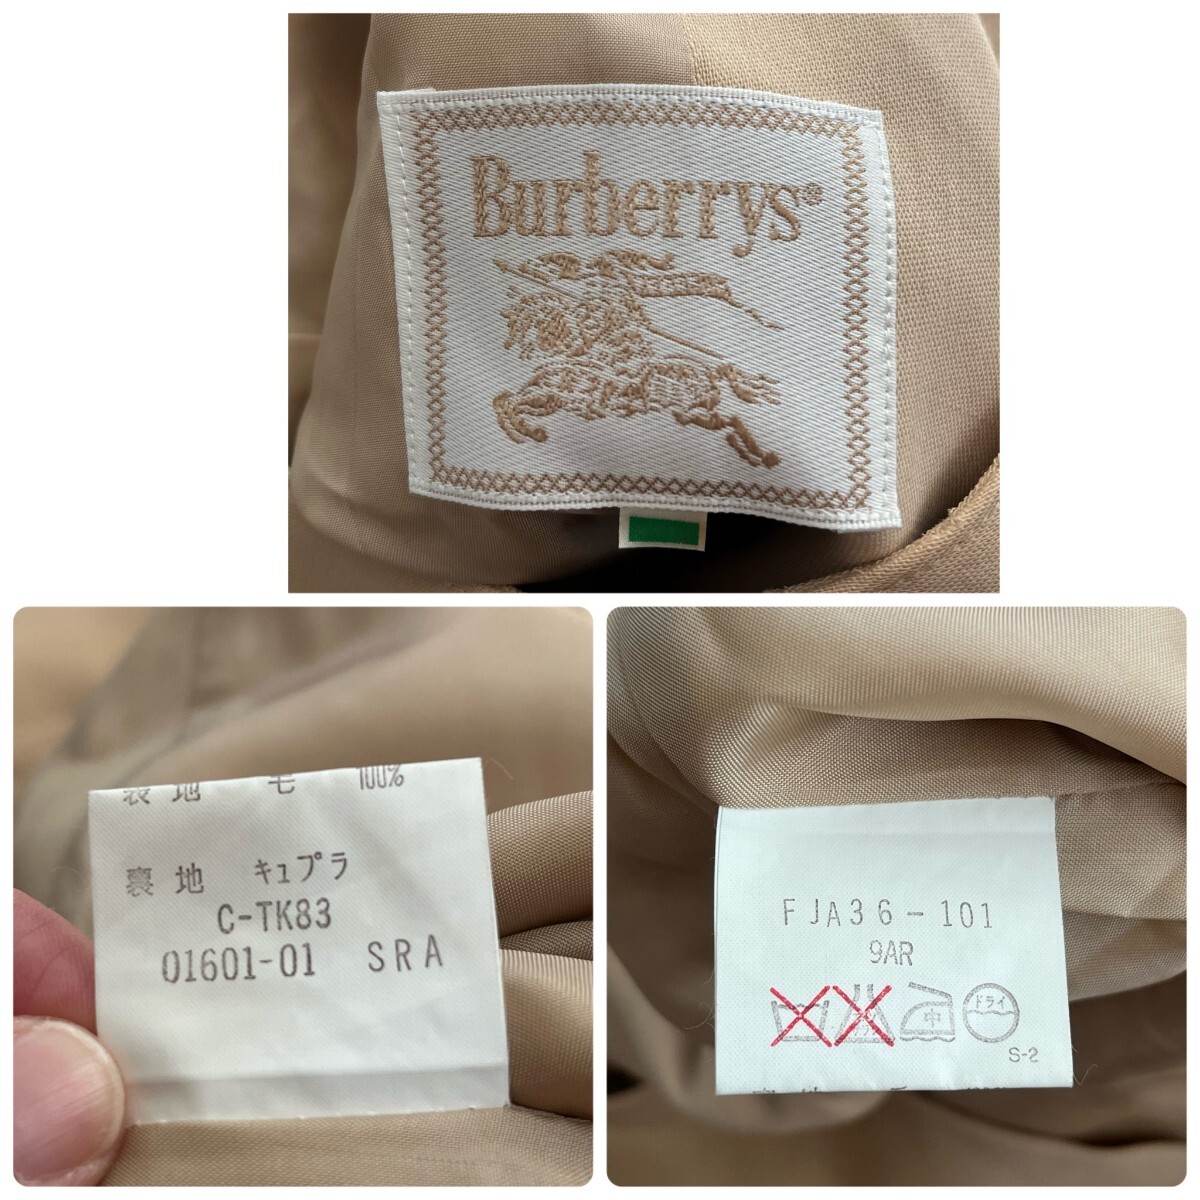 Burberrys®
表地 毛 100%
裏地 キュプラ
C-TK83
01601-01 SRA
FJA36-101
9AR
中 ドライ
S-2